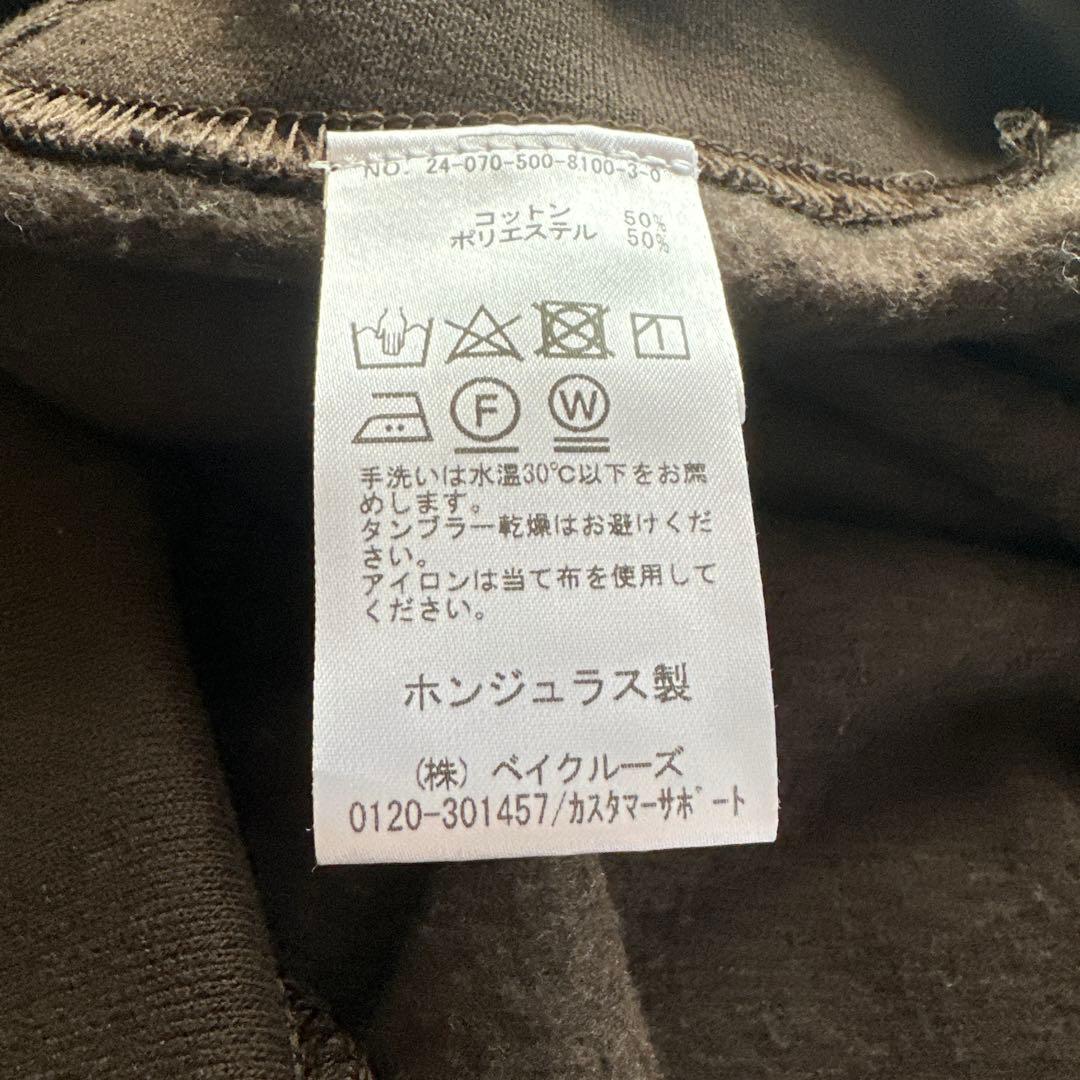 NO. 24-070-500-8100-3-0
コットン 50%
ポリエステル 50%
F W
手洗いは水温30℃以下をお薦
めします。
タンブラー乾燥はお避けくだ
さい。
アイロンは当て布を使用して
ください。
ホンジュラス製
(株) ベイクルーズ
0120-301457/カスタマーサポート